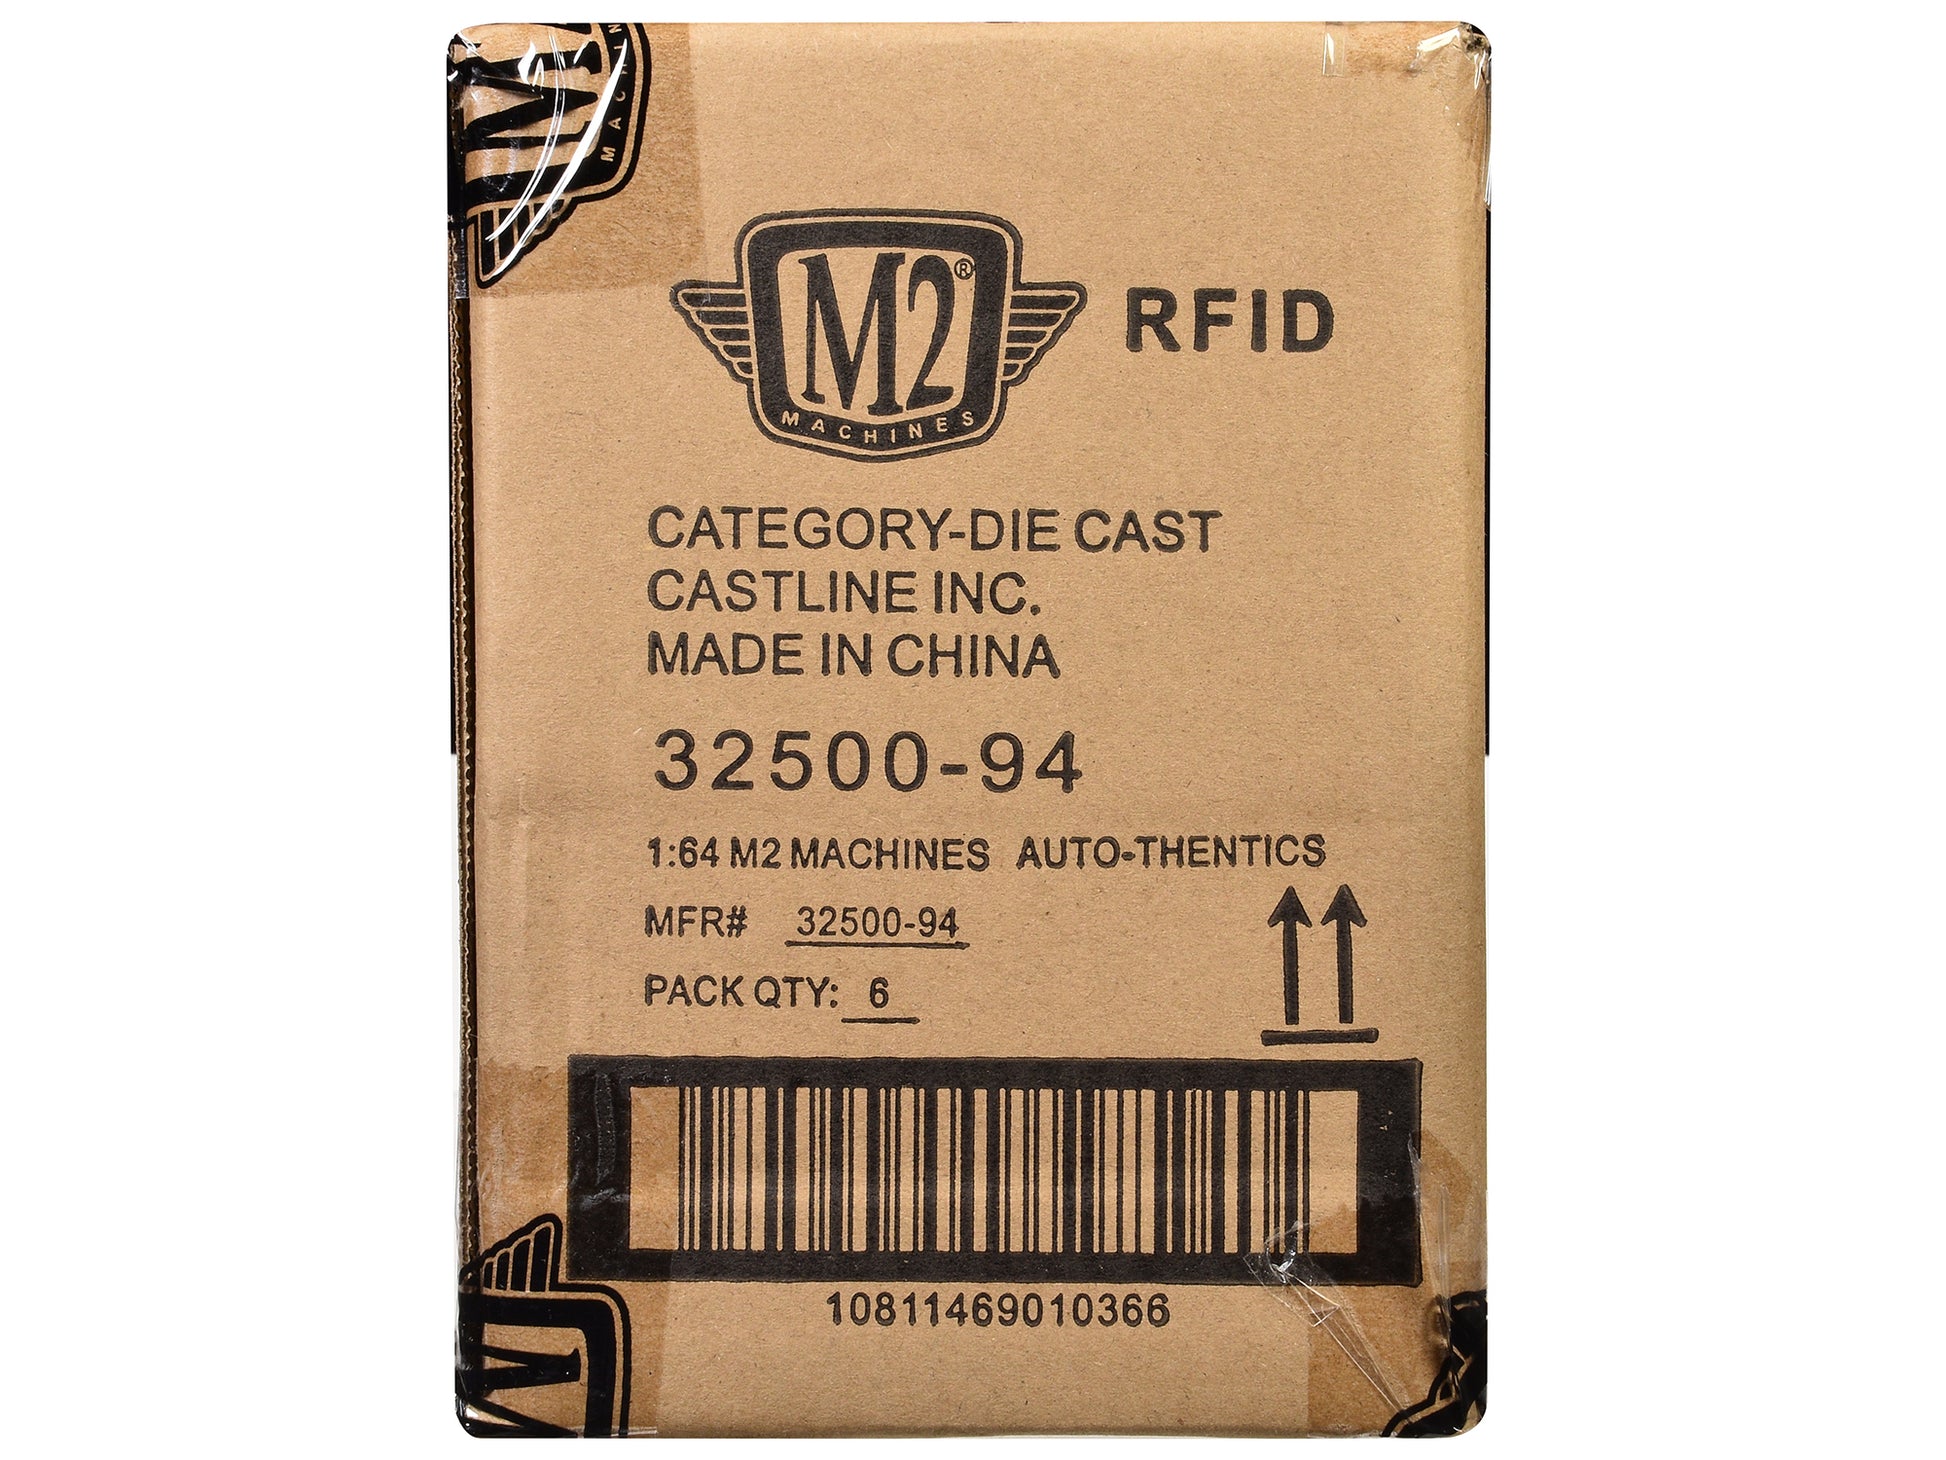 MACHIN
M2® RFID
MACHINES
CATEGORY-DIE CAST
CASTLINE INC.
MADE IN CHINA
32500-94
1:64 M2 MACHINES AUTO-THENTICS
MFR# 32500-94
PACK QTY: 6
10811469010366